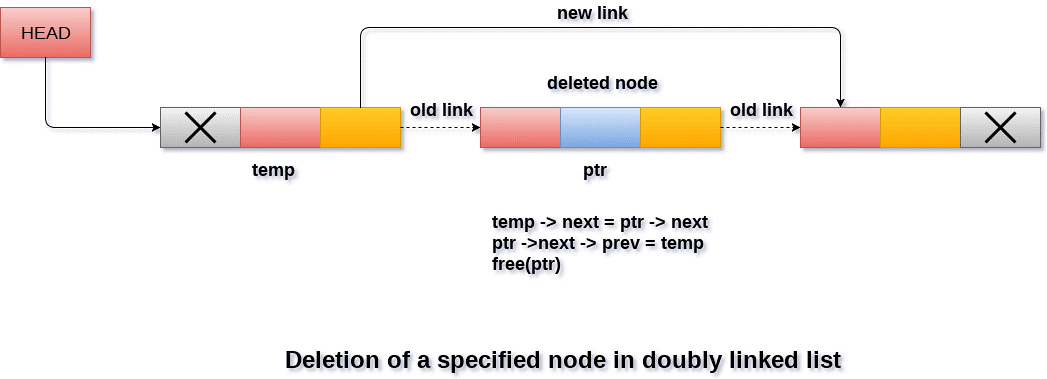 new link
HEAD
deleted node
old link
old link
temp
ptr
temp -> next = ptr -> next
ptr ->next -> prev = temp
free(ptr)
Deletion of a specified node in doubly linked list